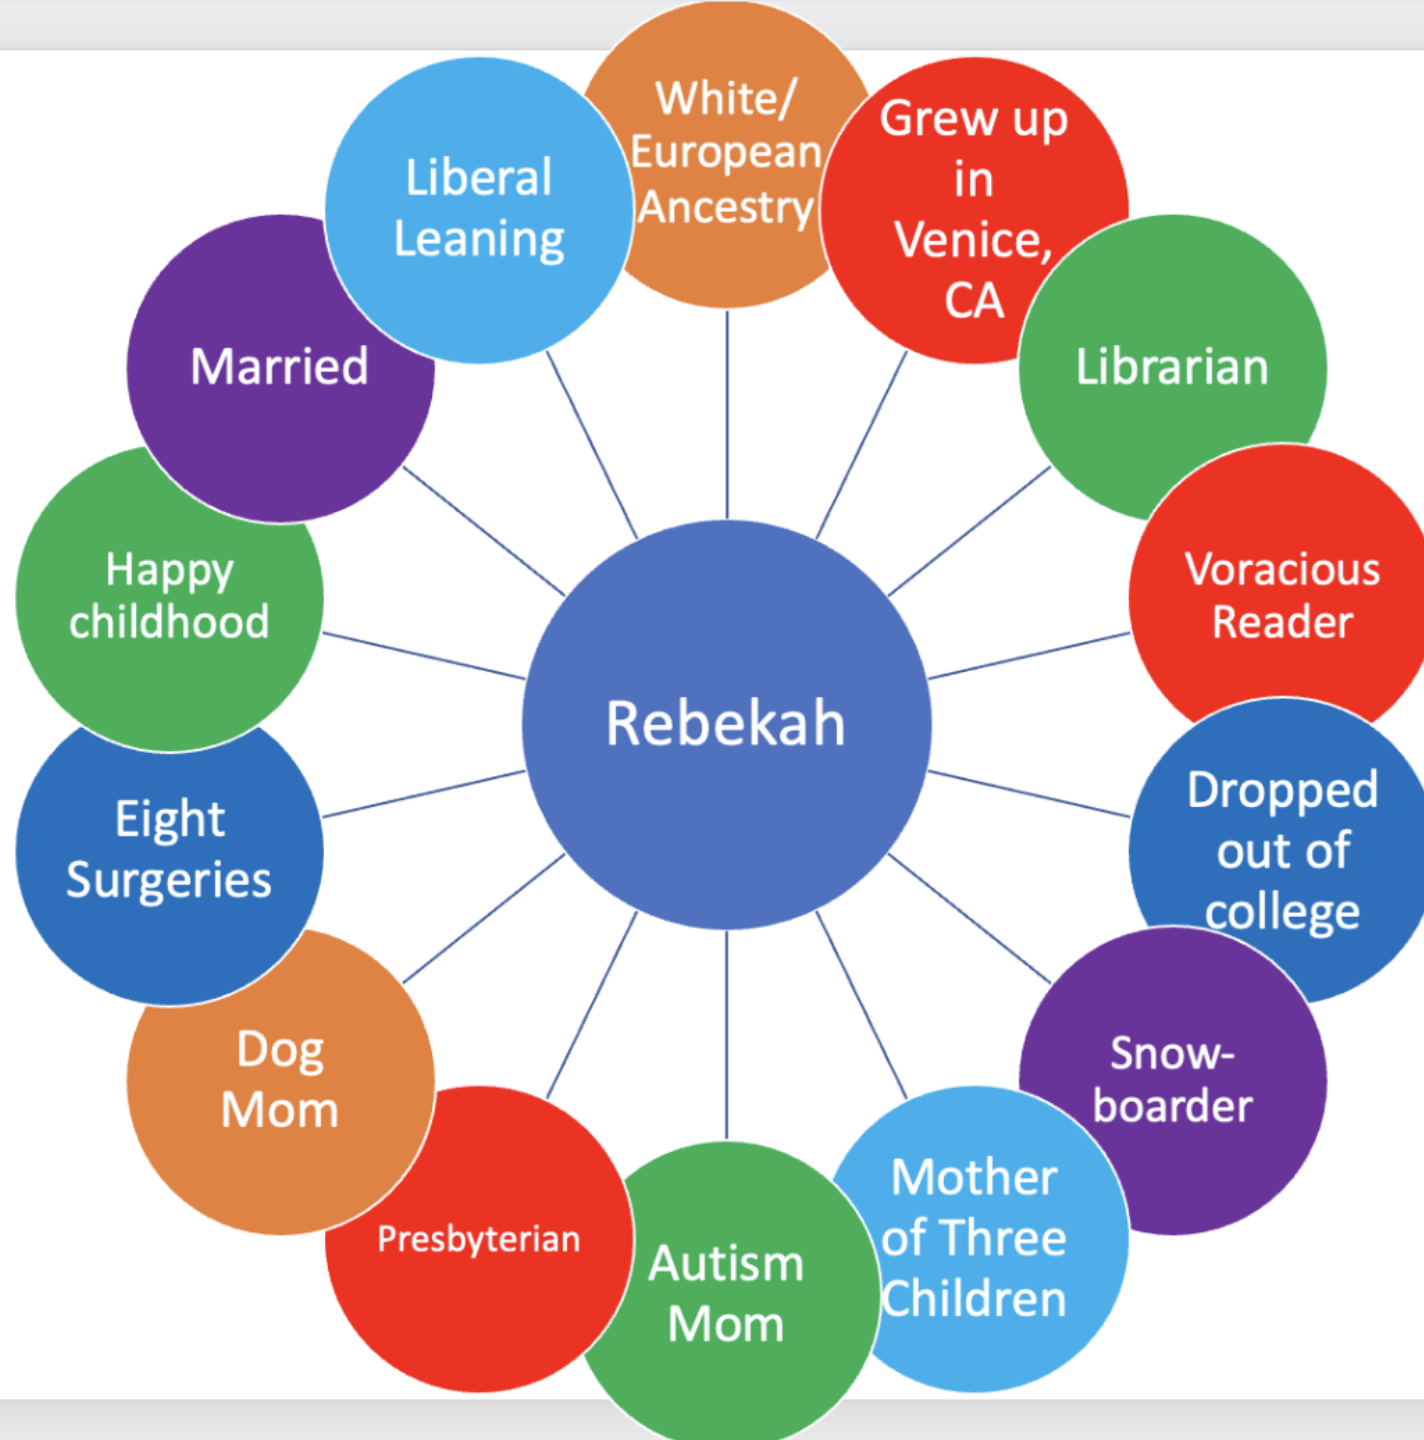 White/
European
Ancestry
Grew up
in
Venice,
CA
Librarian
Voracious
Reader
Dropped
out of
college
Snow-
boarder
Mother
of Three
Children
Autism
Mom
Presbyterian
Dog
Mom
Eight
Surgeries
Happy
childhood
Married
Liberal
Leaning
Rebekah